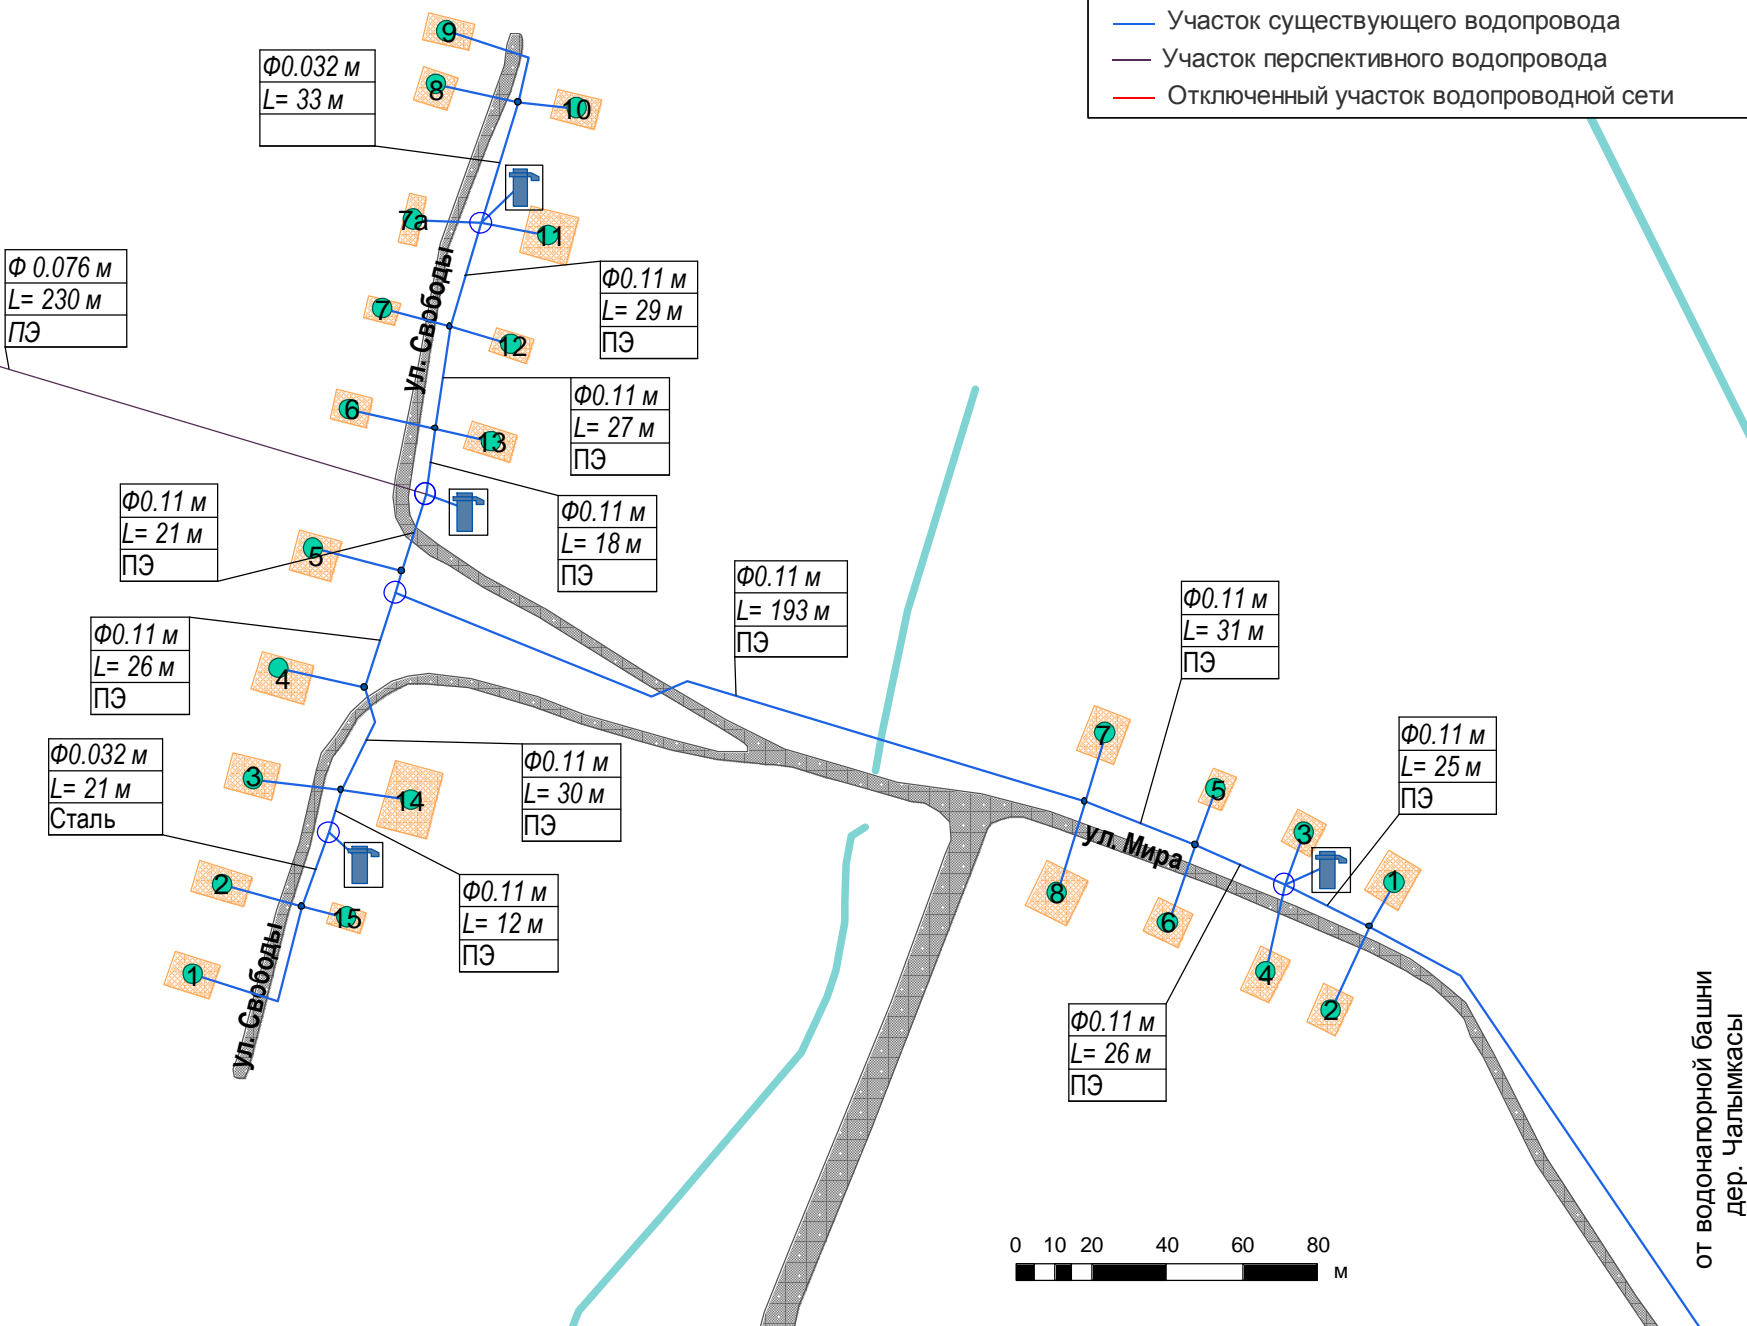 Участок существующего водопровода
Участок перспективного водопровода
Отключенный участок водопроводной сети
9
8
10
Ф0.032 м
L= 33 м
7а
11
ул. Свободы
Ф 0.076 м
L= 230 м
ПЭ
Ф0.11 м
L= 29 м
ПЭ
7
12
Ф0.11 м
L= 27 м
ПЭ
6
13
Ф0.11 м
L= 21 м
ПЭ
Ф0.11 м
L= 18 м
ПЭ
5
Ф0.11 м
L= 193 м
ПЭ
Ф0.11 м
L= 31 м
ПЭ
Ф0.11 м
L= 26 м
ПЭ
4
Ф0.032 м
L= 21 м
Сталь
3
14
Ф0.11 м
L= 30 м
ПЭ
7
5
3
1
Ф0.11 м
L= 25 м
ПЭ
ул. Мира
8
6
4
2
2
15
Ф0.11 м
L= 12 м
ПЭ
1
ул. Свободы
Ф0.11 м
L= 26 м
ПЭ
от водонапорной башни
дер. Чалымкасы
0 10 20 40 60 80
м